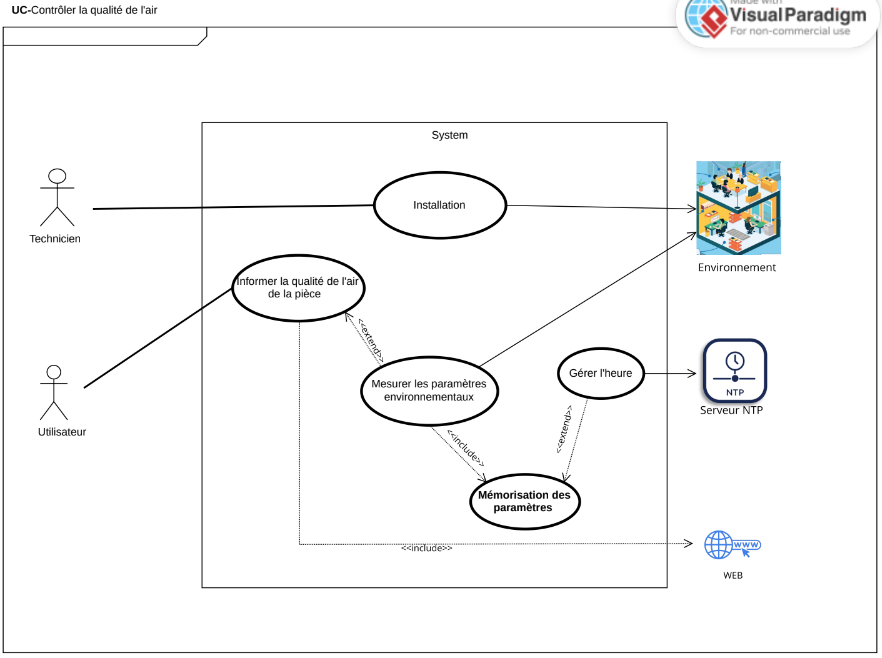 UC-Contrôler la qualité de l'air
Made with
VisualParadigm
For non-commercial use
System
Installation
Technicien
Environnement
Informer la qualité de l'air
de la pièce
<<extend>>
Mesurer les paramètres
environnementaux
Gérer l'heure
NTP
Serveur NTP
Utilisateur
<<include>>
<<extend>>
Mémorisation des
paramètres
<<include>>
www
WEB